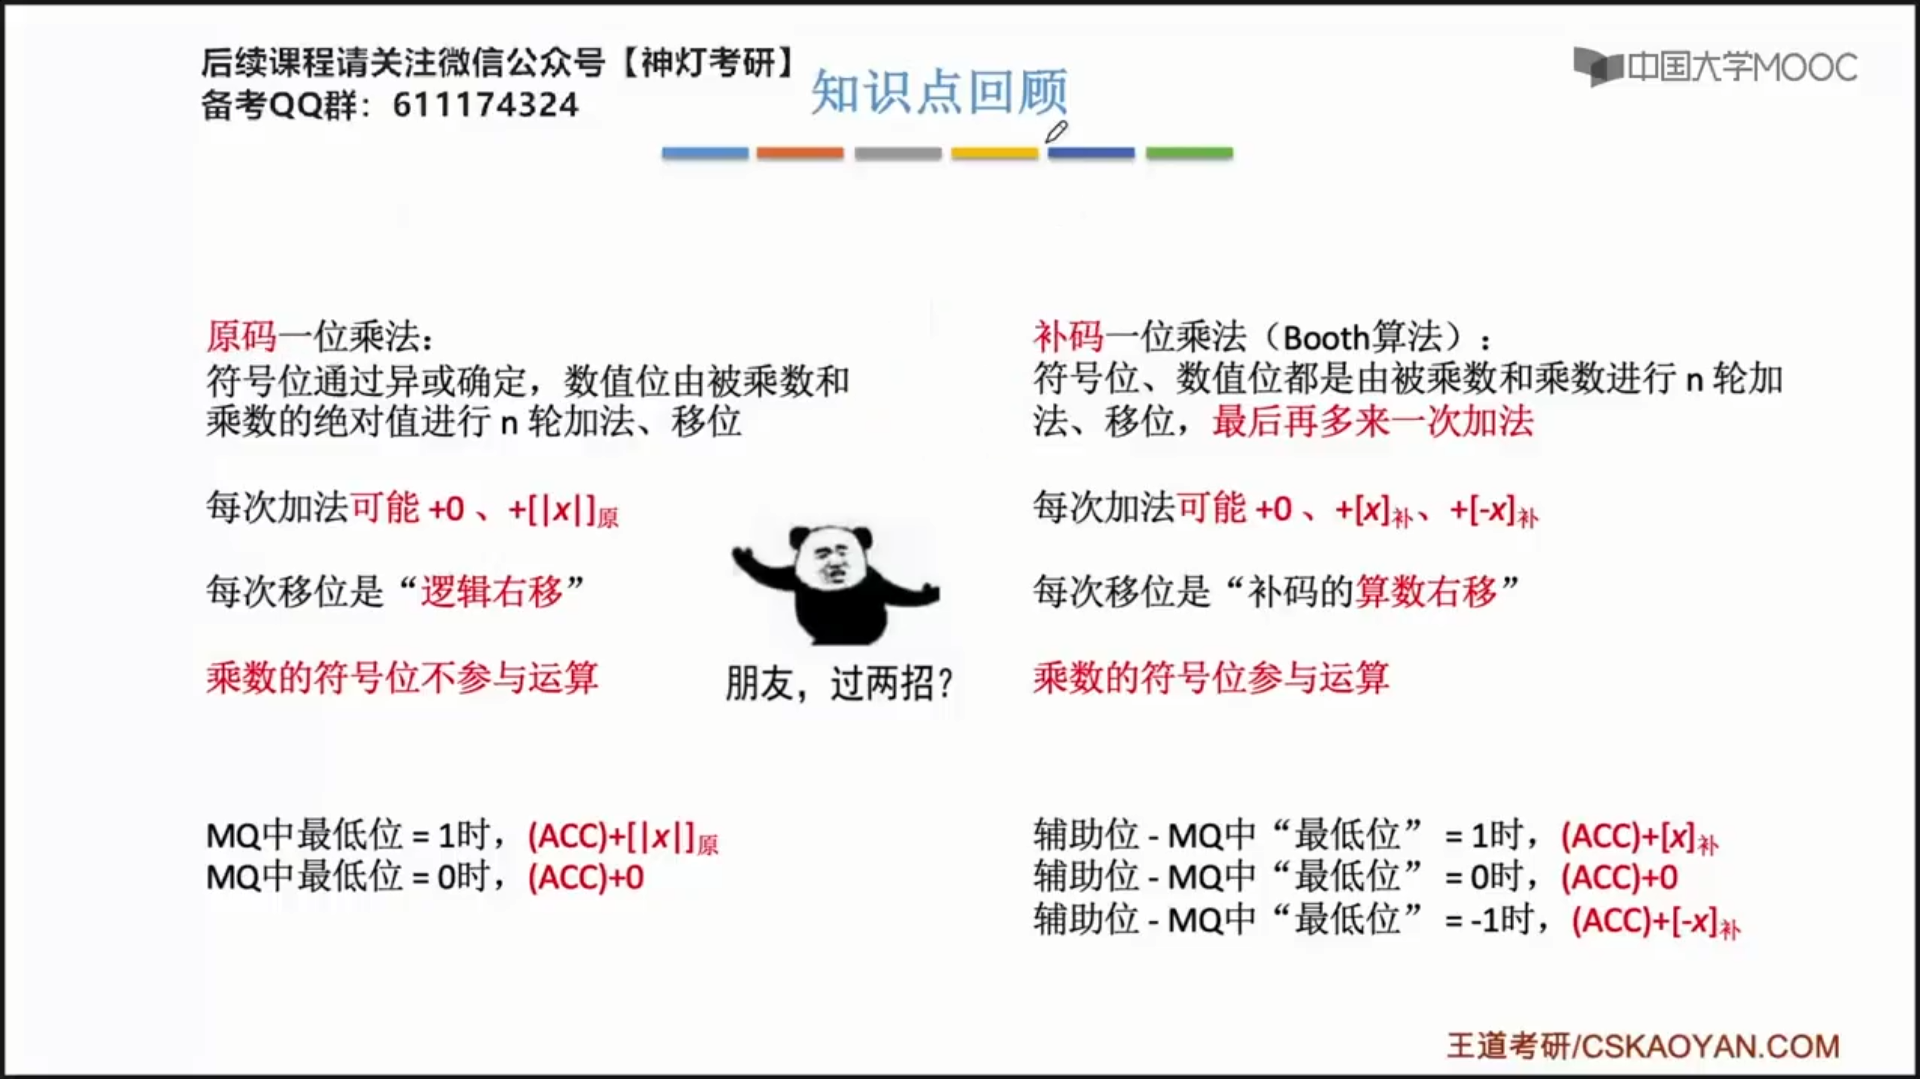 后续课程请关注微信公众号【神灯考研】
备考QQ群：611174324
知识点回顾
中国大学MOOC
原码一位乘法：
符号位通过异或确定，数值位由被乘数和
乘数的绝对值进行 n 轮加法、移位
每次加法可能 +0 、+[|x|]原
每次移位是“逻辑右移”
乘数的符号位不参与运算
MQ中最低位 = 1时，(ACC)+[|x|]原
MQ中最低位 = 0时，(ACC)+0
朋友，过两招？
补码一位乘法（Booth算法）：
符号位、数值位都是由被乘数和乘数进行 n 轮加
法、移位，最后再多来一次加法
每次加法可能 +0 、+[x]补、+[-x]补
每次移位是“补码的算数右移”
乘数的符号位参与运算
辅助位 - MQ中“最低位” = 1时，(ACC)+[x]补
辅助位 - MQ中“最低位” = 0时，(ACC)+0
辅助位 - MQ中“最低位” = -1时，(ACC)+[-x]补
王道考研/CSKAOYAN.COM